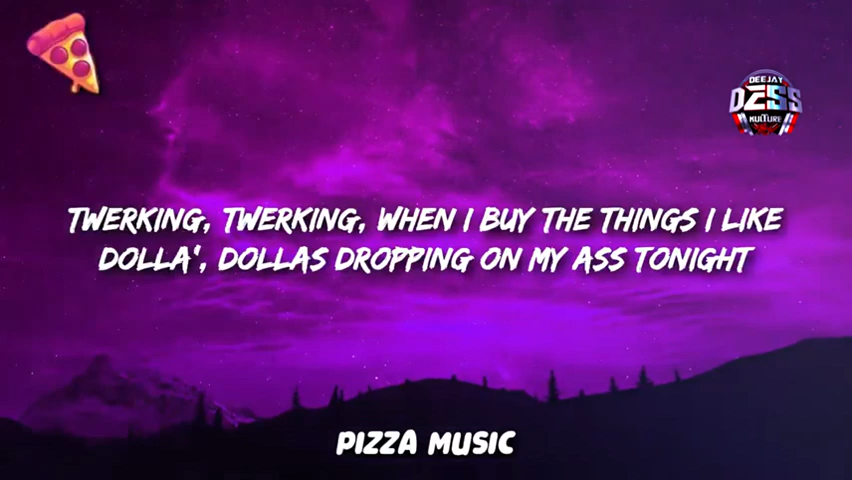 DEEJAY
DESS
KULTURE
TWERKING, TWERKING, WHEN I BUY THE THINGS I LIKE
DOLLA', DOLLAS DROPPING ON MY ASS TONIGHT
PIZZA MUSIC